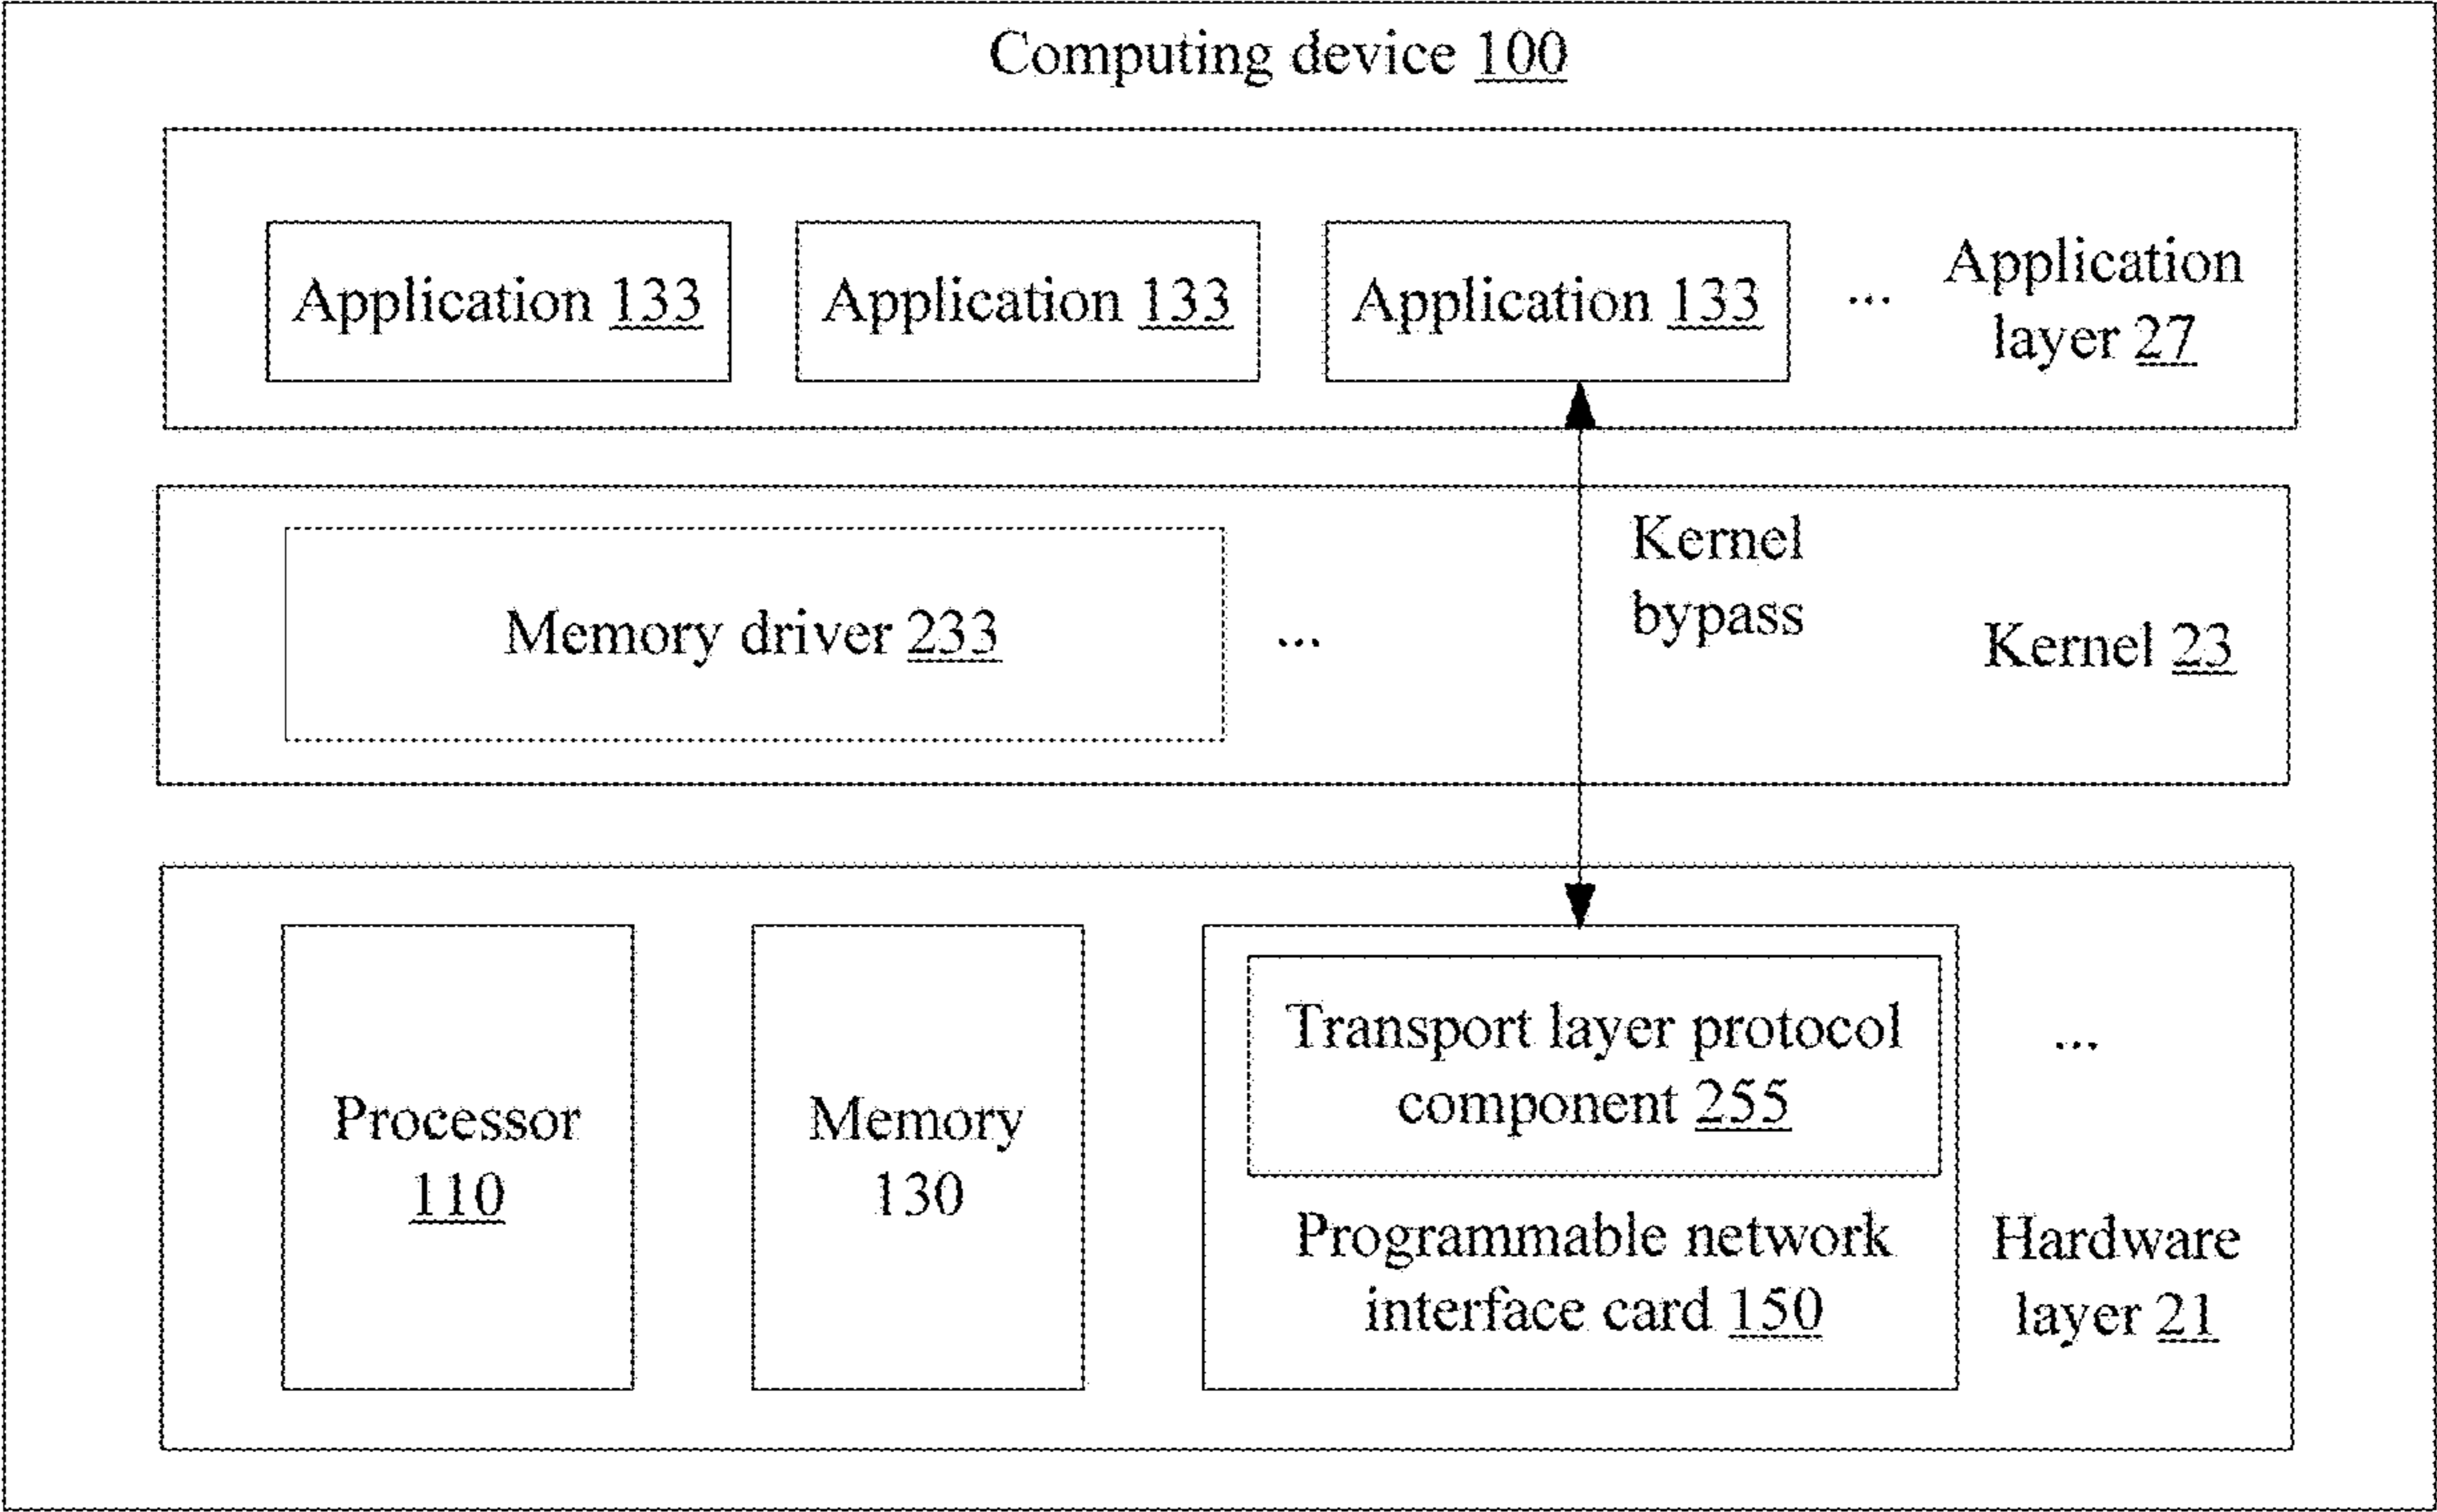 Computing device 100
Application 133
Application 133
Application 133
...
Application
layer 27
Kernel
bypass
Memory driver 233
...
Kernel 23
Transport layer protocol
component 255
...
Processor
110
Memory
130
Programmable network
interface card 150
Hardware
layer 21